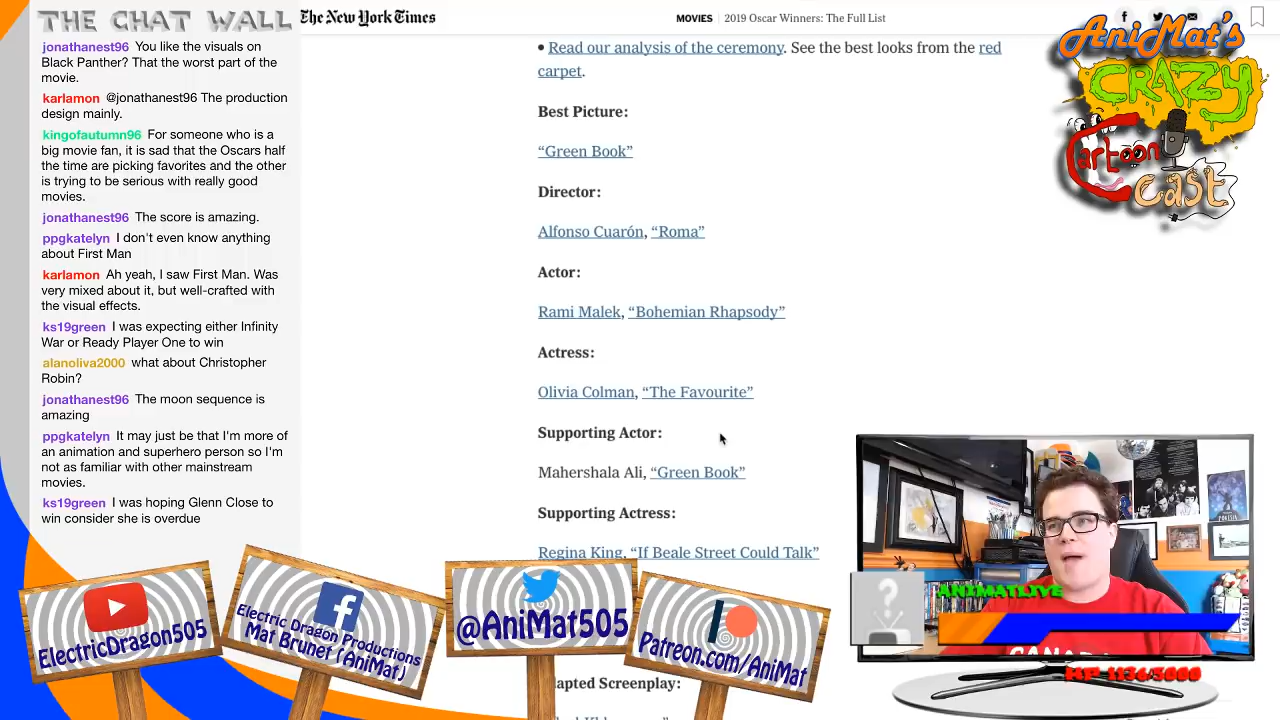 THE CHAT WALL
jonathanest96 You like the visuals on
Black Panther? That the worst part of the
movie.
karlamon @jonathanest96 The production
design mainly.
kingofautumn96 For someone who is a
big movie fan, it is sad that the Oscars half
the time are picking favorites and the other
is trying to be serious with really good
movies.
jonathanest96 The score is amazing.
ppgkatelyn I don't even know anything
about First Man
karlamon Ah yeah, I saw First Man. Was
very mixed about it, but well-crafted with
the visual effects.
ks19green I was expecting either Infinity
War or Ready Player One to win
alanoliva2000 what about Christopher
Robin?
jonathanest96 The moon sequence is
amazing
ppgkatelyn It may just be that I'm more of
an animation and superhero person so I'm
not as familiar with other mainstream
movies.
ks19green I was hoping Glenn Close to
win consider she is overdue
The New York Times
MOVIES | 2019 Oscar Winners: The Full List
• Read our analysis of the ceremony. See the best looks from the red
carpet.
Best Picture:
“Green Book”
Director:
Alfonso Cuarón, “Roma”
Actor:
Rami Malek, “Bohemian Rhapsody”
Actress:
Olivia Colman, “The Favourite”
Supporting Actor:
Mahershala Ali, “Green Book”
Supporting Actress:
Regina King, “If Beale Street Could Talk”
apted Screenplay:
AniMat's
CRAZY
Cartoon
Cast
ANIMATLIVE
CANADA
HP 1136/5000
ElectricDragon505
Electric Dragon Productions
Mat Brunet (AniMat)
@AniMat505
Patreon.com/AniMat